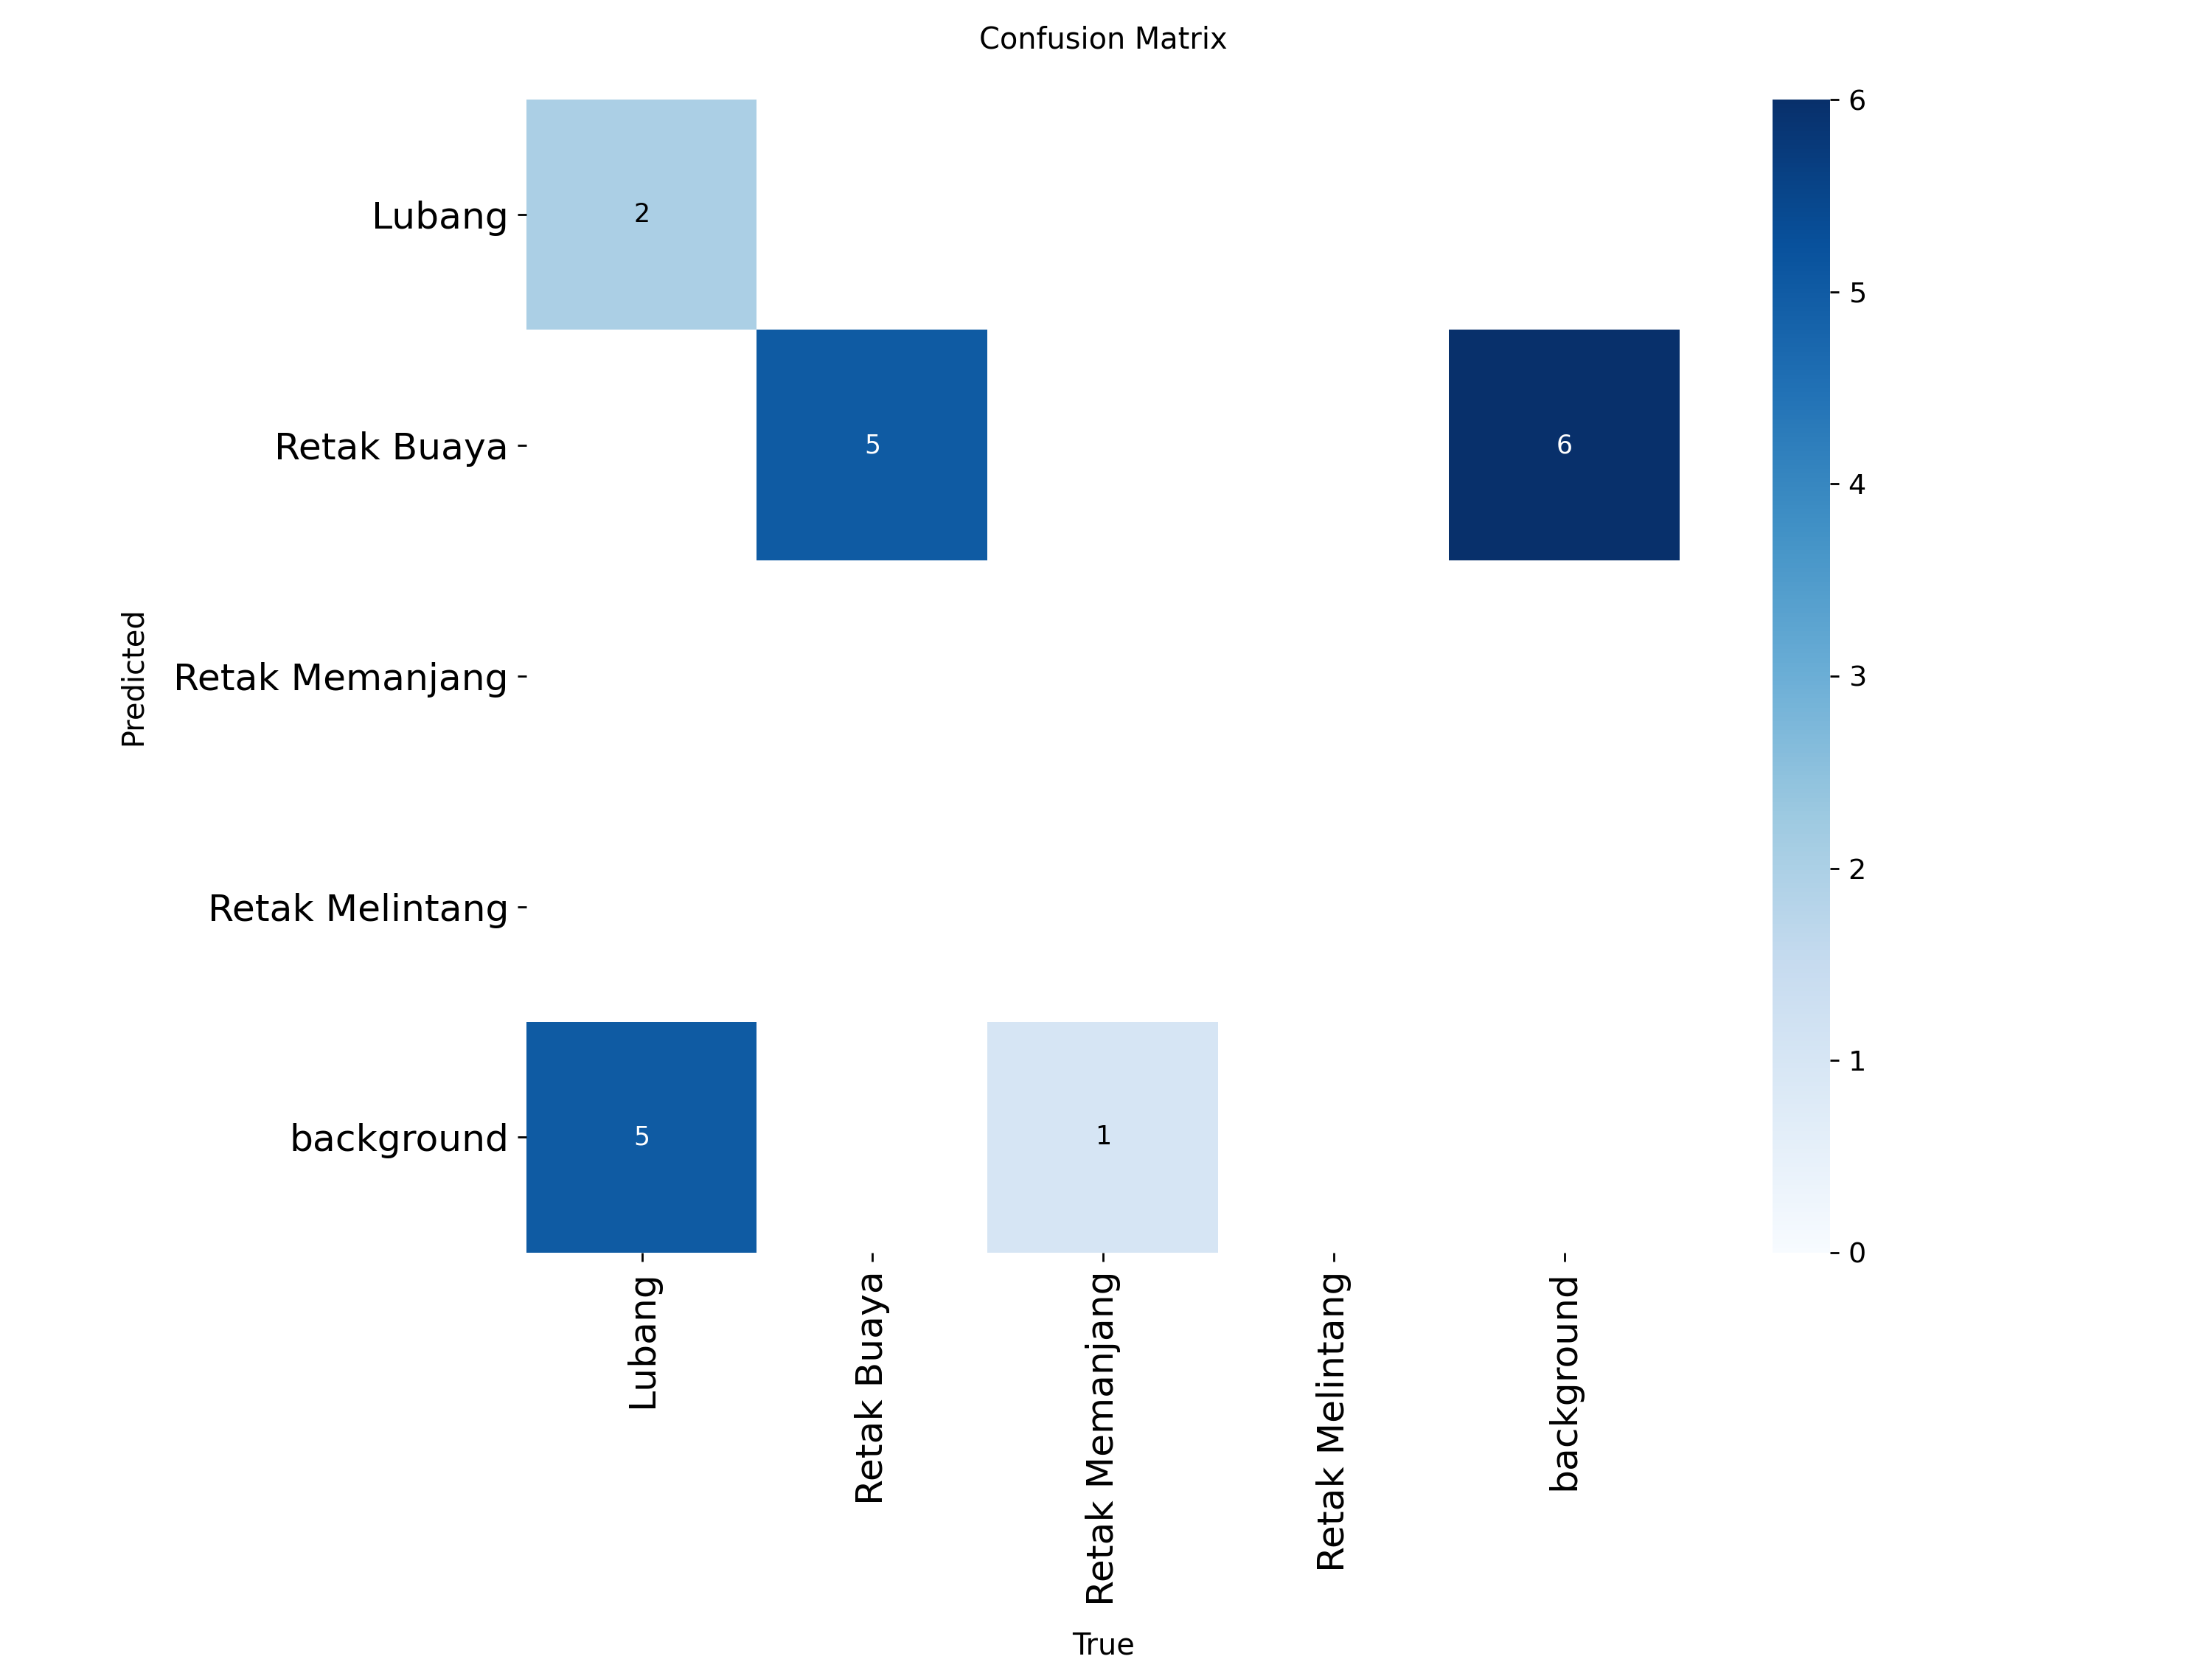 Confusion Matrix
Lubang
Retak Buaya
Retak Memanjang
Retak Melintang
background
Predicted
2
5
6
5
1
Lubang
Retak Buaya
Retak Memanjang
Retak Melintang
background
True
6
5
4
3
2
1
0